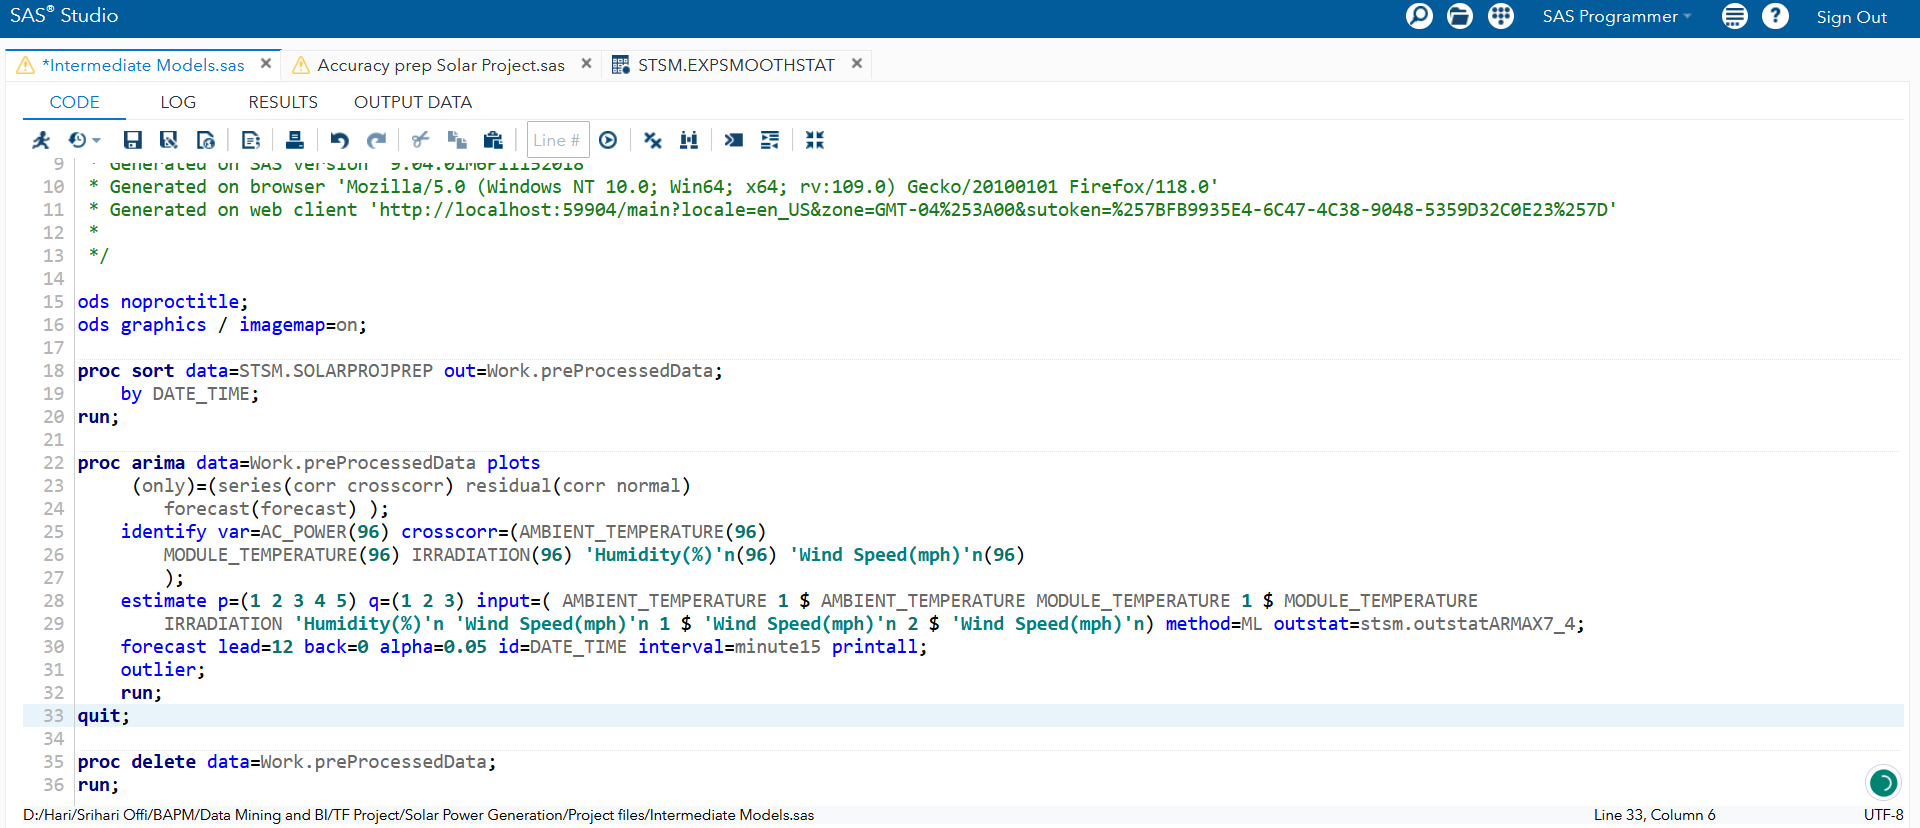 SAS® Studio
SAS Programmer
Sign Out
*Intermediate Models.sas
Accuracy prep Solar Project.sas
STSM.EXPSMOOTHSTAT
CODE
LOG
RESULTS
OUTPUT DATA
Line #
9 * Generated on SAS version '9.04.01M6P11152018'
10 * Generated on browser 'Mozilla/5.0 (Windows NT 10.0; Win64; x64; rv:109.0) Gecko/20100101 Firefox/118.0'
11 * Generated on web client 'http://localhost:59904/main?locale=en_US&zone=GMT-04%253A00&sutoken=%257BFB9935E4-6C47-4C38-9048-5359D32C0E23%257D'
12 *
13 */
14
15 ods noproctitle;
16 ods graphics / imagemap=on;
17
18 proc sort data=STSM.SOLARPROJPREP out=Work.preProcessedData;
19 by DATE_TIME;
20 run;
21
22 proc arima data=Work.preProcessedData plots
23 (only)=(series(corr crosscorr) residual(corr normal)
24 forecast(forecast) );
25 identify var=AC_POWER(96) crosscorr=(AMBIENT_TEMPERATURE(96)
26 MODULE_TEMPERATURE(96) IRRADIATION(96) 'Humidity(%)'n(96) 'Wind Speed(mph)'n(96)
27 );
28 estimate p=(1 2 3 4 5) q=(1 2 3) input=( AMBIENT_TEMPERATURE 1 $ AMBIENT_TEMPERATURE MODULE_TEMPERATURE 1 $ MODULE_TEMPERATURE
29 IRRADIATION 'Humidity(%)'n 'Wind Speed(mph)'n 1 $ 'Wind Speed(mph)'n 2 $ 'Wind Speed(mph)'n) method=ML outstat=stsm.outstatARMAX7_4;
30 forecast lead=12 back=0 alpha=0.05 id=DATE_TIME interval=minute15 printall;
31 outlier;
32 run;
33 quit;
34
35 proc delete data=Work.preProcessedData;
36 run;
D:/Hari/Srihari Offi/BAPM/Data Mining and BI/TF Project/Solar Power Generation/Project files/Intermediate Models.sas
Line 33, Column 6
UTF-8